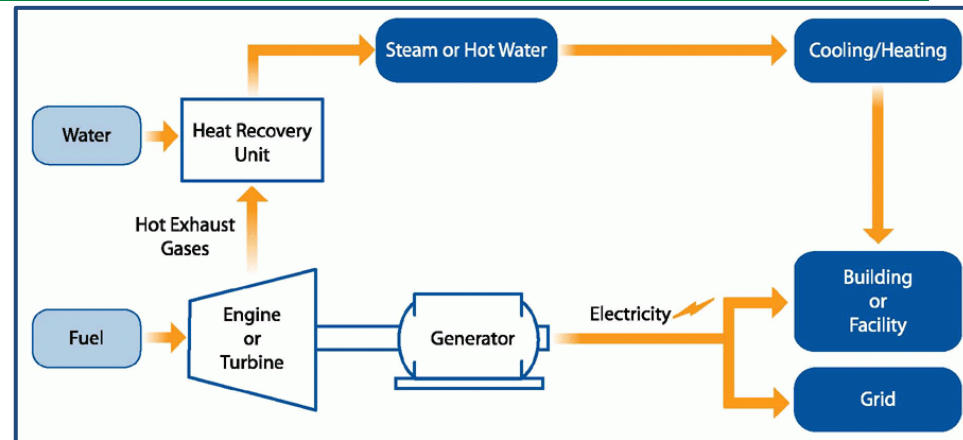 Steam or Hot Water
Cooling/Heating
Water
Heat Recovery
Unit
Hot Exhaust
Gases
Building
or
Facility
Fuel
Engine
or
Turbine
Generator
Electricity
Grid